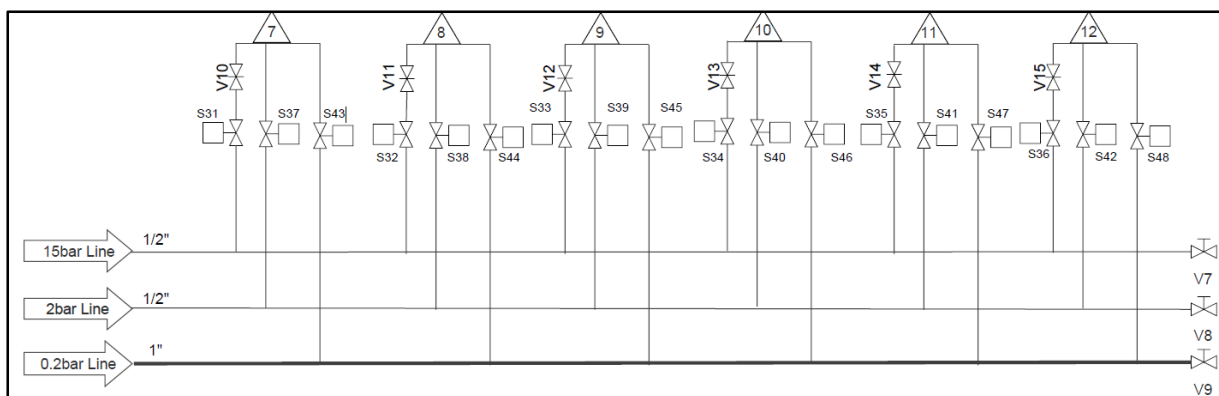 7 8 9 10 11 12
V10 V11 V12 V13 V14 V15
S31 S37 S43 S33 S39 S45 S35 S41 S47
S32 S38 S44 S34 S40 S46 S36 S42 S48
15bar Line 1/2"
V7
2bar Line 1/2"
V8
0.2bar Line 1"
V9